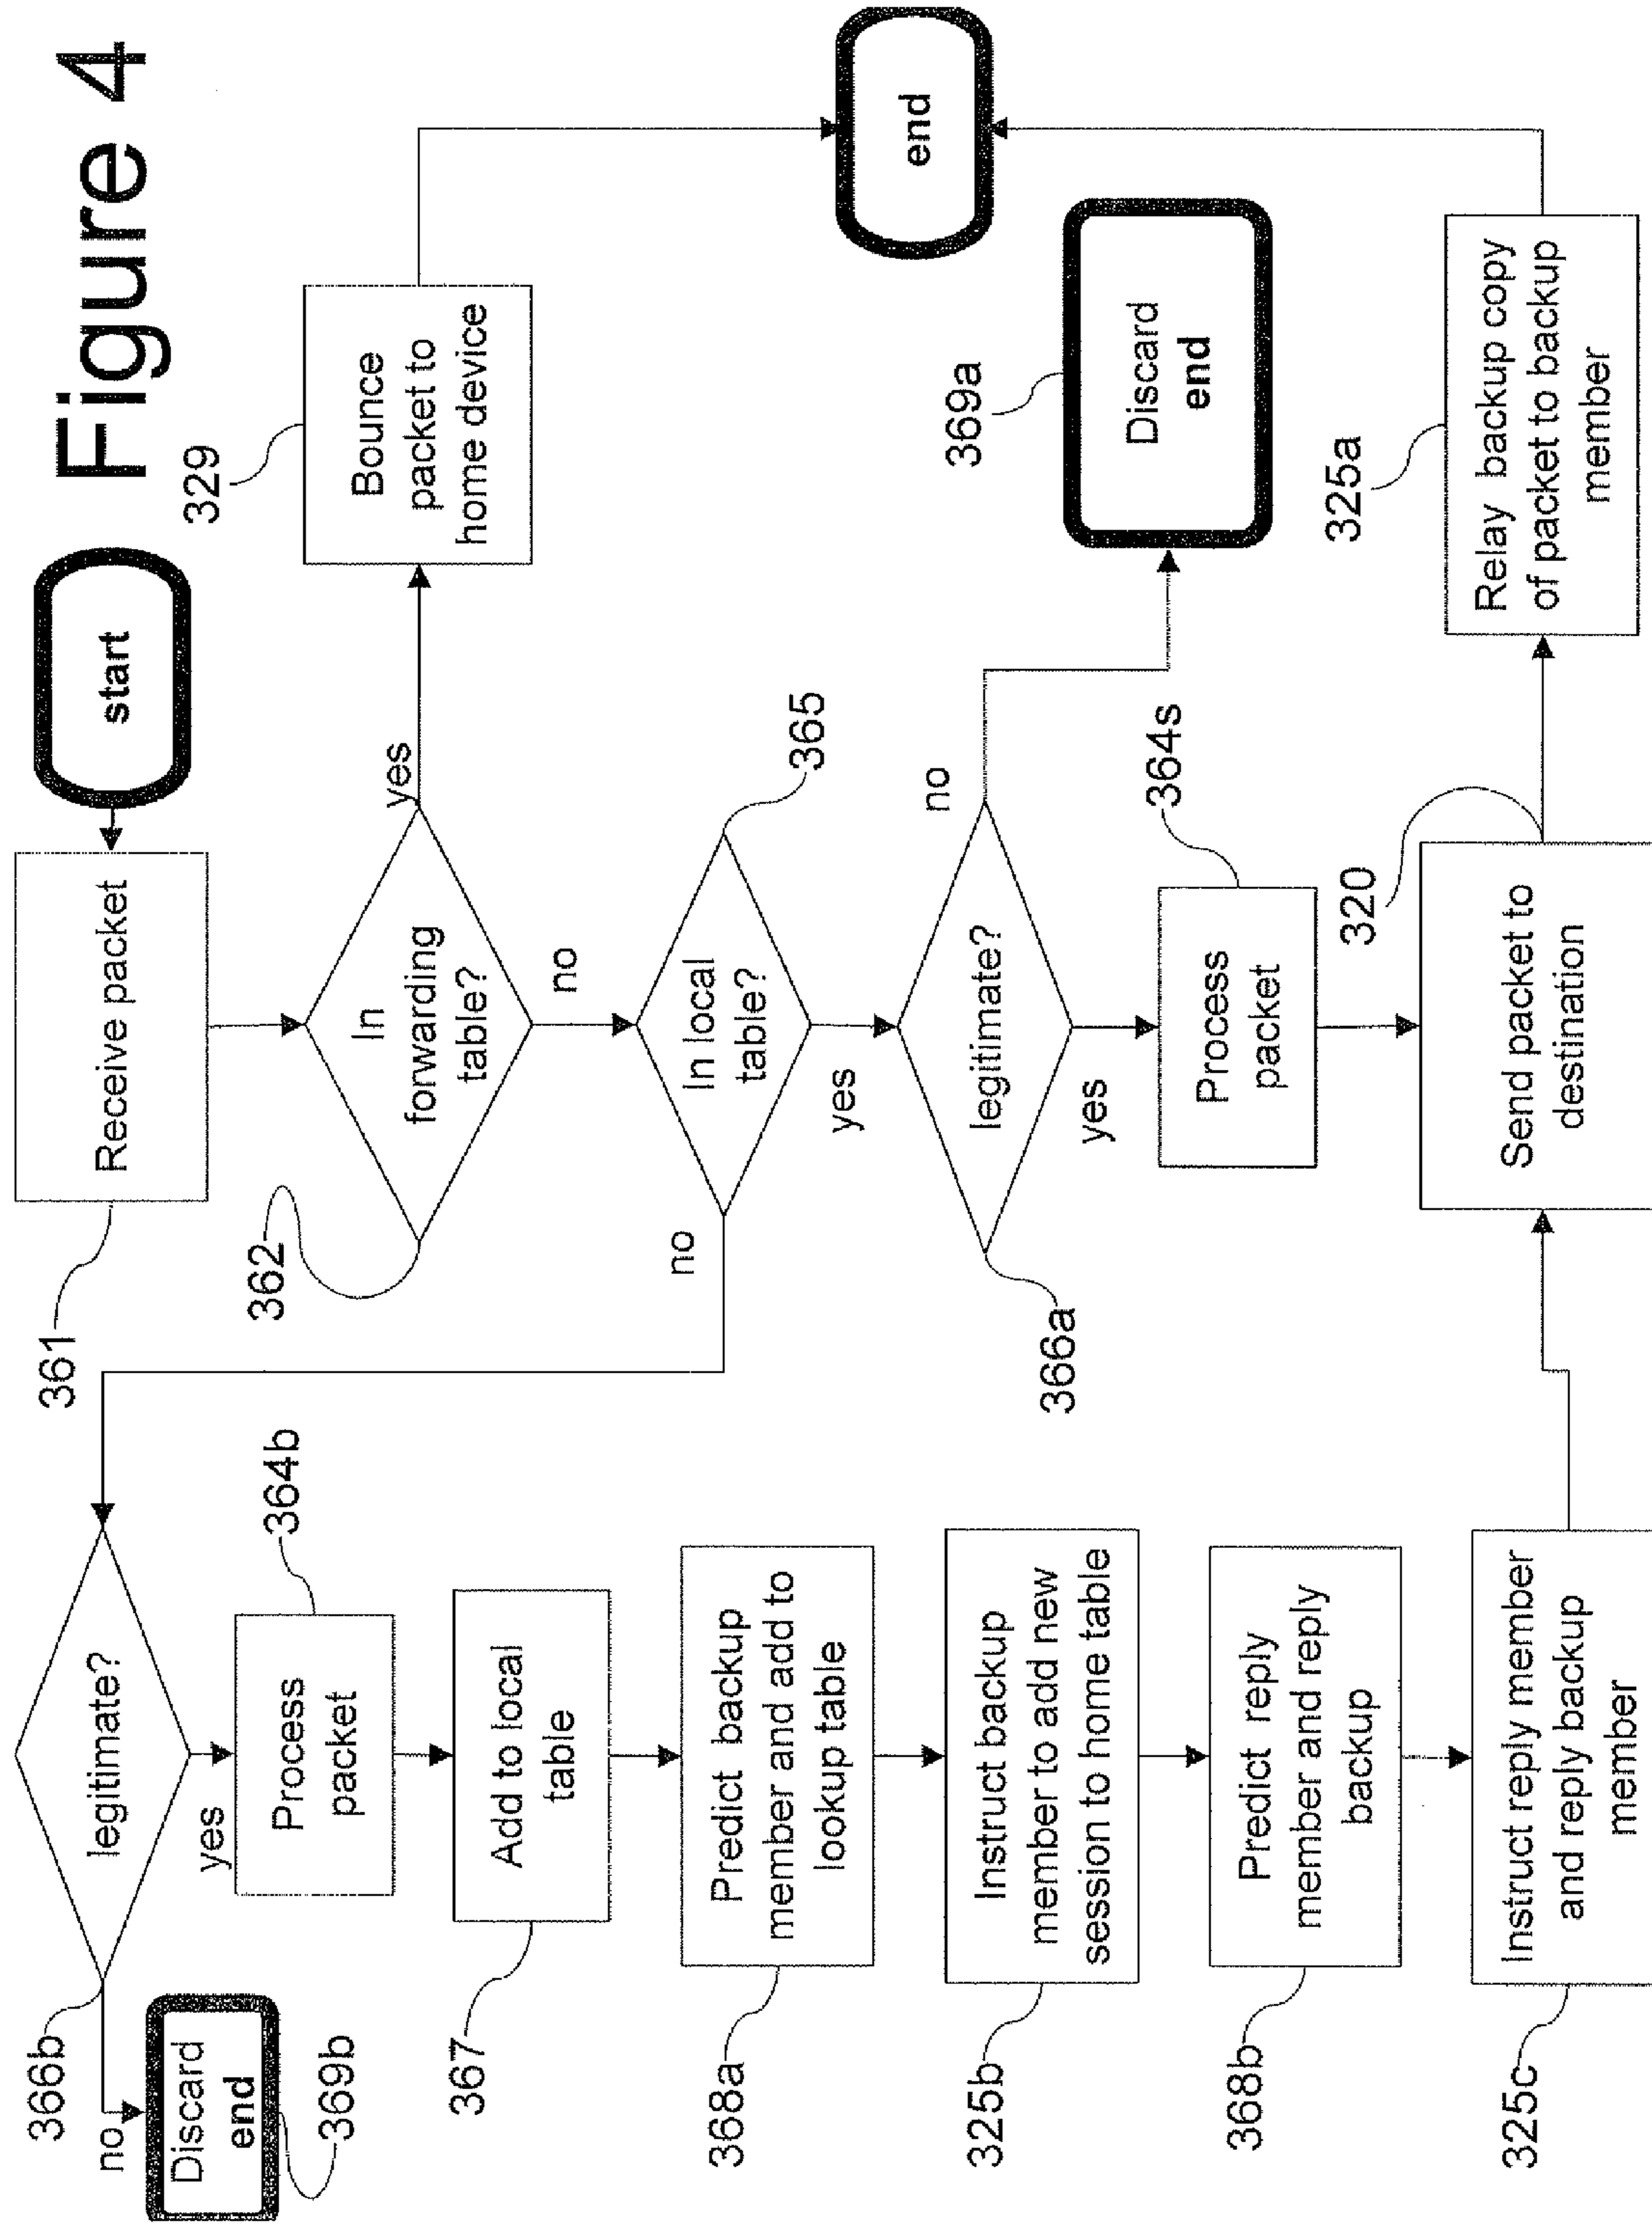 Figure 4
start
361
Receive packet
362
In
forwarding
table?
yes
no
329
Bounce
packet to
home device
end
365
In local
table?
no
yes
366a
legitimate?
no
yes
369a
Discard
end
364s
Process
packet
320
Send packet to
destination
325a
Relay backup copy
of packet to backup
member
366b
legitimate?
no
yes
Discard
end
369b
364b
Process
packet
367
Add to local
table
368a
Predict backup
member and add to
lookup table
325b
Instruct backup
member to add new
session to home table
368b
Predict reply
member and reply
backup
325c
Instruct reply member
and reply backup
member